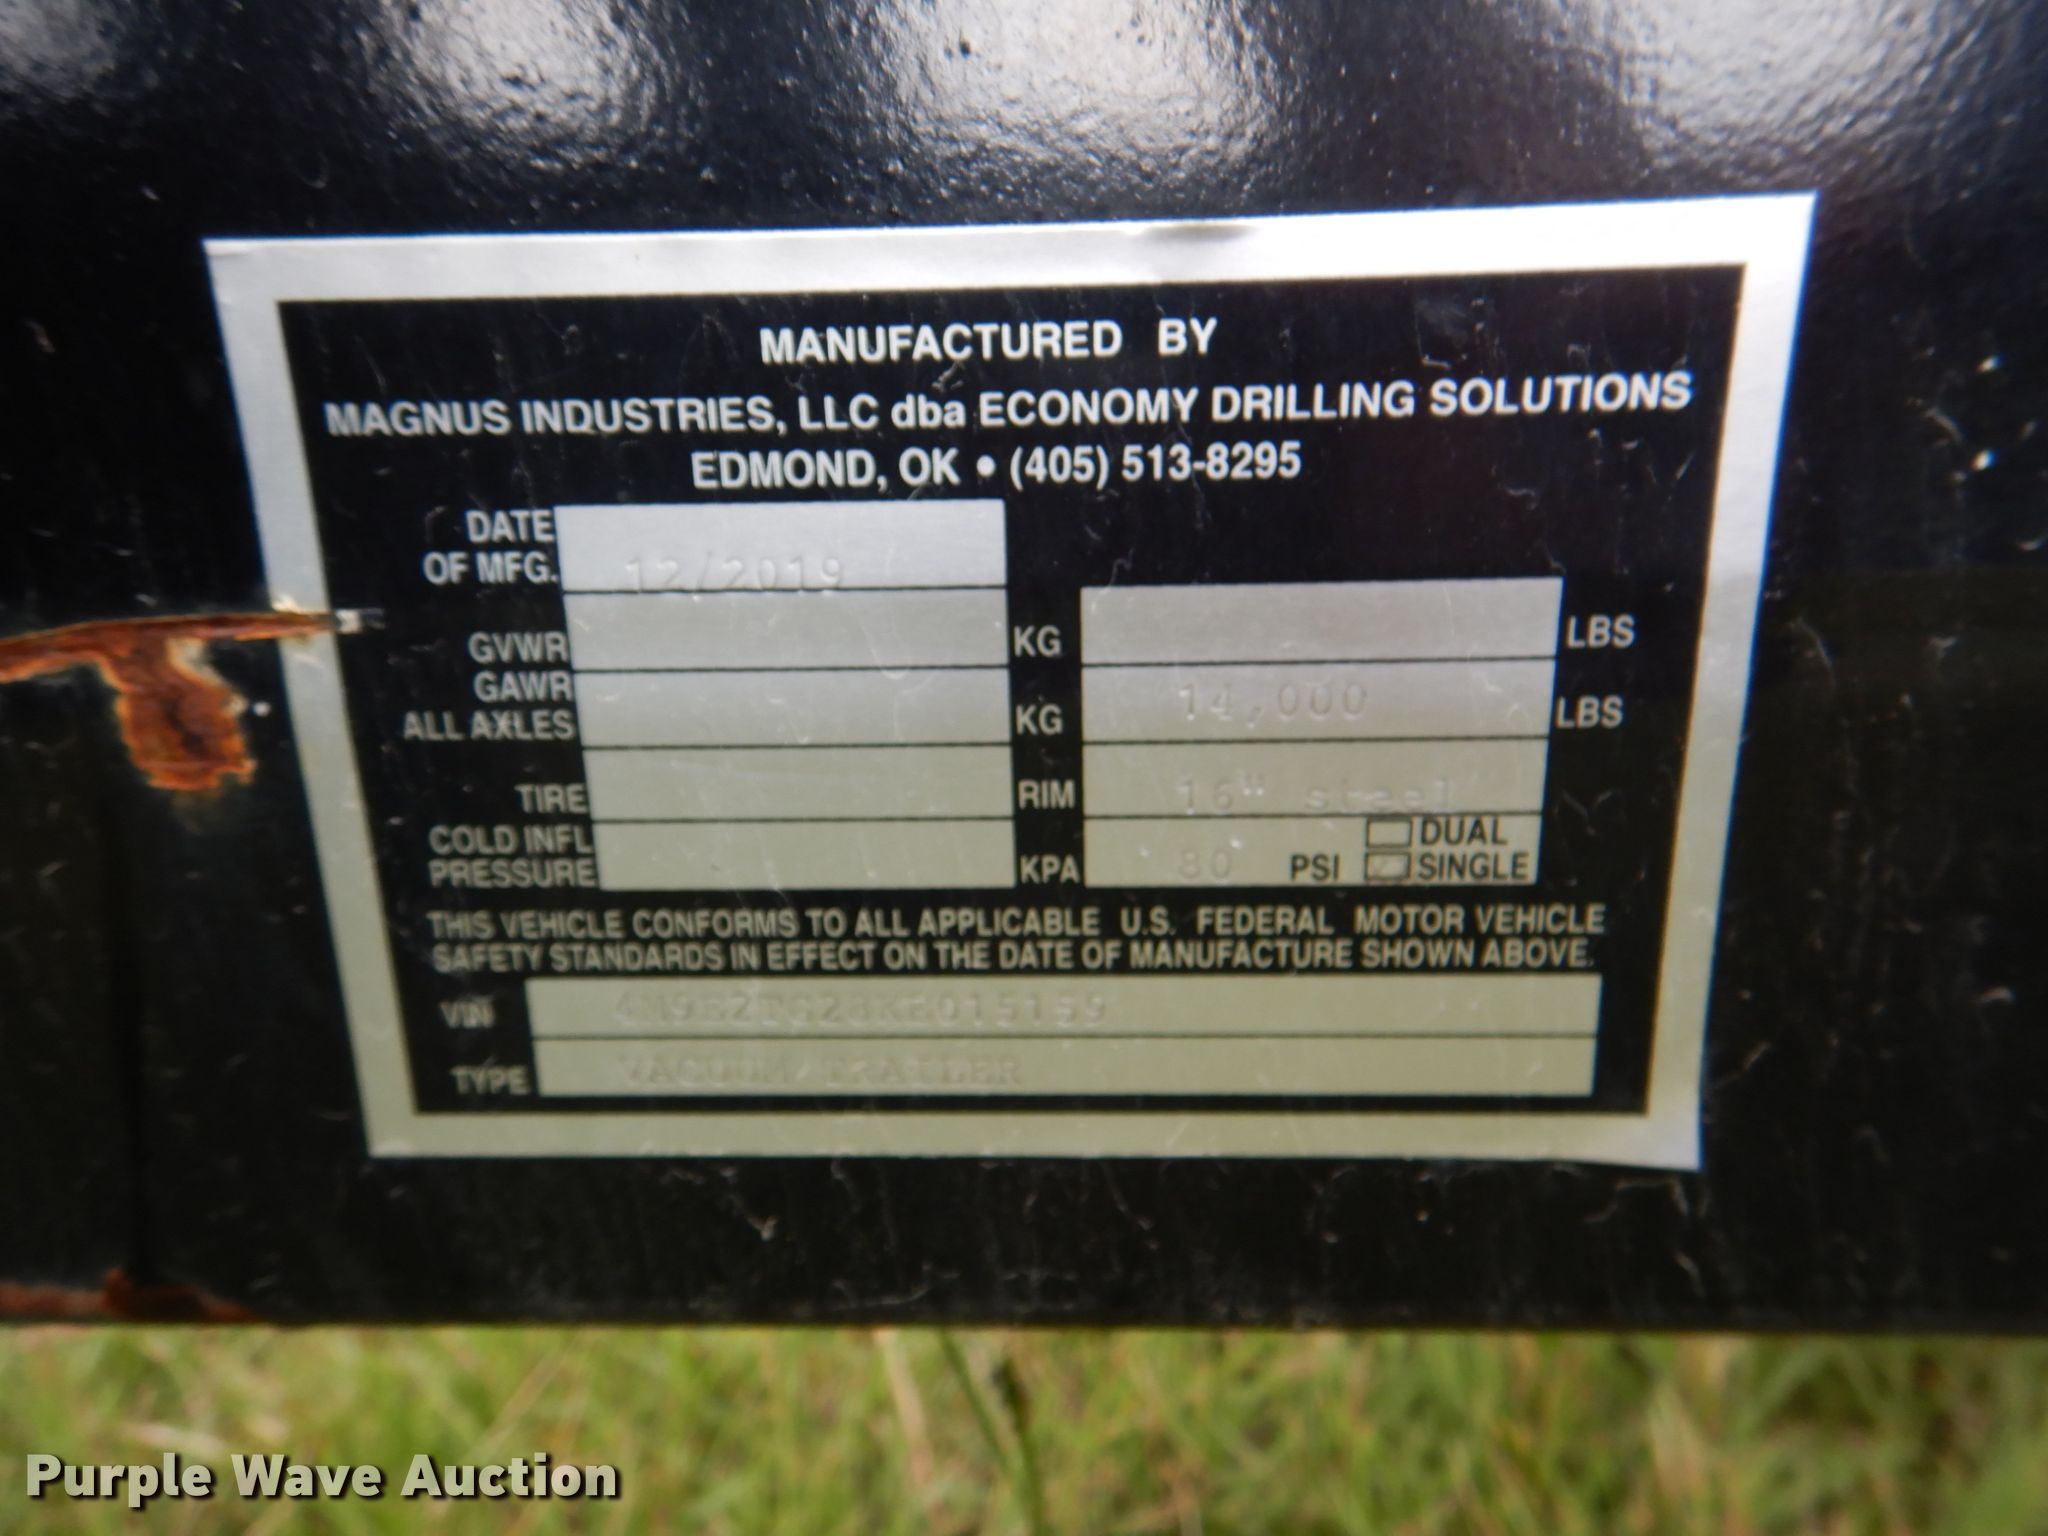 MANUFACTURED BY
MAGNUS INDUSTRIES, LLC dba ECONOMY DRILLING SOLUTIONS
EDMOND, OK • (405) 513-8295
DATE
OF MFG. 12/2019
GVWR KG LBS
GAWR
ALL AXLES KG 14,000 LBS
TIRE RIM 16" steel
COLD INFL
PRESSURE KPA 80 PSI
DUAL
SINGLE
THIS VEHICLE CONFORMS TO ALL APPLICABLE U.S. FEDERAL MOTOR VEHICLE
SAFETY STANDARDS IN EFFECT ON THE DATE OF MANUFACTURE SHOWN ABOVE.
VIN
TYPE VACUUM TRAILER
Purple Wave Auction